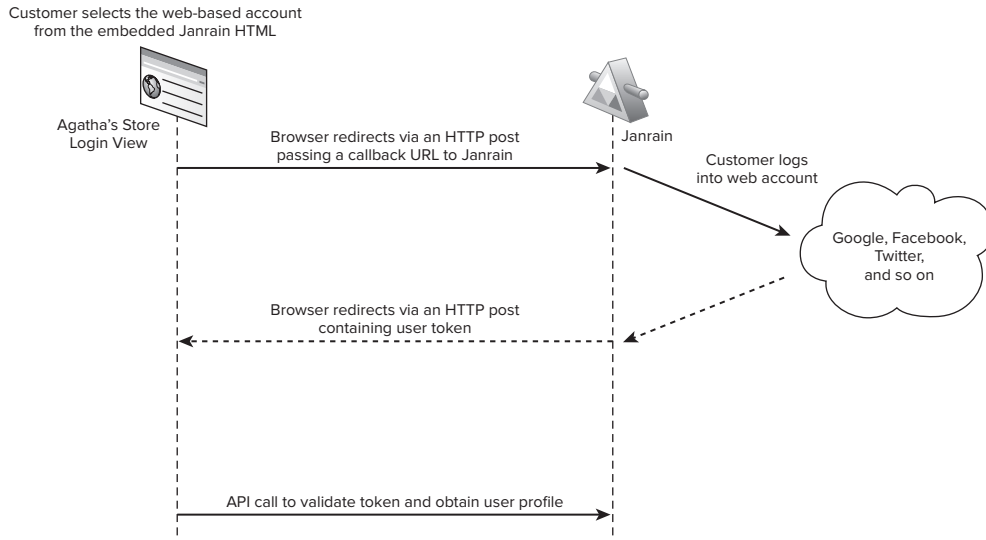 Customer selects the web-based account
from the embedded Janrain HTML
Agatha's Store
Login View
Janrain
Browser redirects via an HTTP post
passing a callback URL to Janrain
Customer logs
into web account
Google, Facebook,
Twitter,
and so on
Browser redirects via an HTTP post
containing user token
API call to validate token and obtain user profile